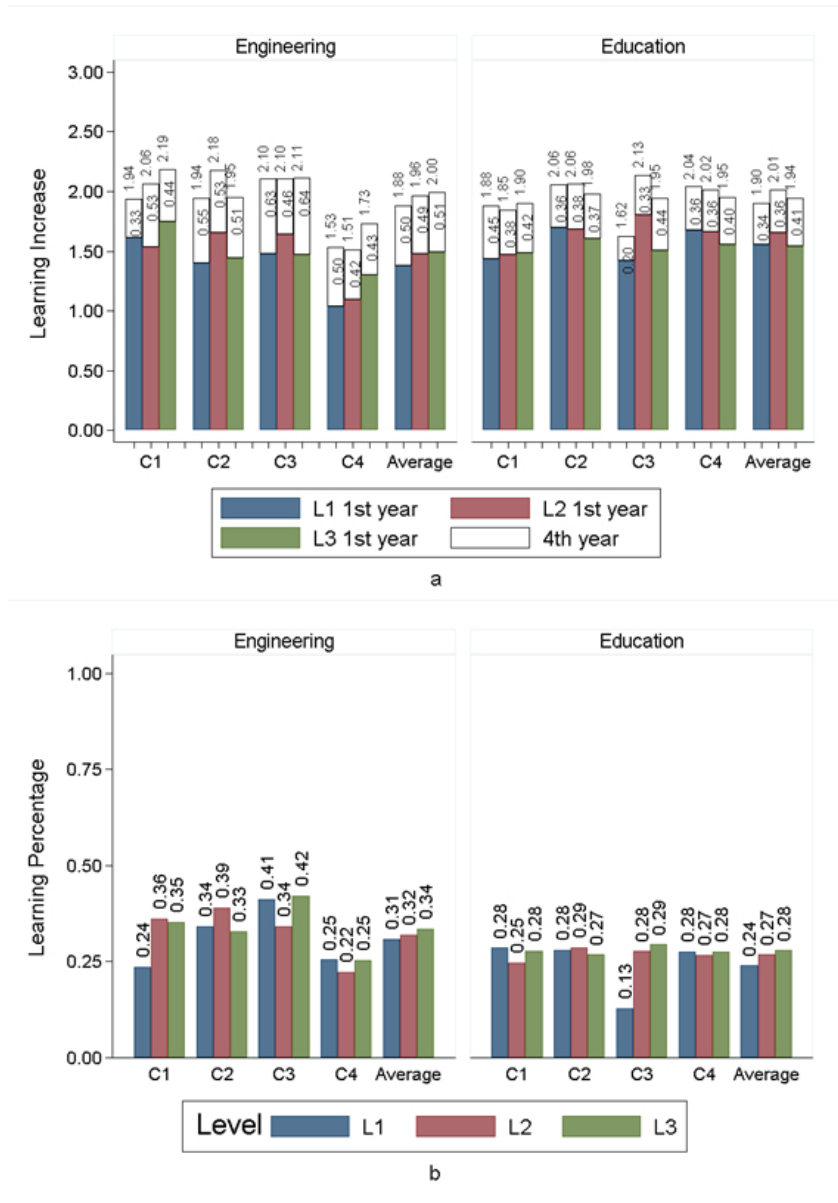 Engineering Education
3.00
2.50
2.00
1.50
1.00
0.50
0.00
Learning Increase
1.94 2.06 2.19 1.94 2.18 1.95 2.10 2.10 2.11 1.53 1.51 1.73 1.88 1.96 2.00
0.33 0.53 0.44 0.55 0.53 0.51 0.63 0.46 0.64 0.50 0.42 0.43 0.50 0.49 0.51
1.88 1.85 1.90 2.06 2.06 1.98 1.62 2.13 1.95 2.04 2.02 1.95 1.90 2.01 1.94
0.45 0.38 0.42 0.36 0.38 0.37 0.20 0.33 0.44 0.36 0.36 0.40 0.34 0.36 0.41
C1 C2 C3 C4 Average C1 C2 C3 C4 Average
L1 1st year L2 1st year
L3 1st year 4th year
a
Engineering Education
1.00
0.75
0.50
0.25
0.00
Learning Percentage
0.24 0.36 0.35 0.34 0.39 0.33 0.41 0.34 0.42 0.25 0.22 0.25 0.31 0.32 0.34
0.28 0.25 0.28 0.28 0.29 0.27 0.13 0.28 0.29 0.28 0.27 0.28 0.24 0.27 0.28
C1 C2 C3 C4 Average C1 C2 C3 C4 Average
Level L1 L2 L3
b